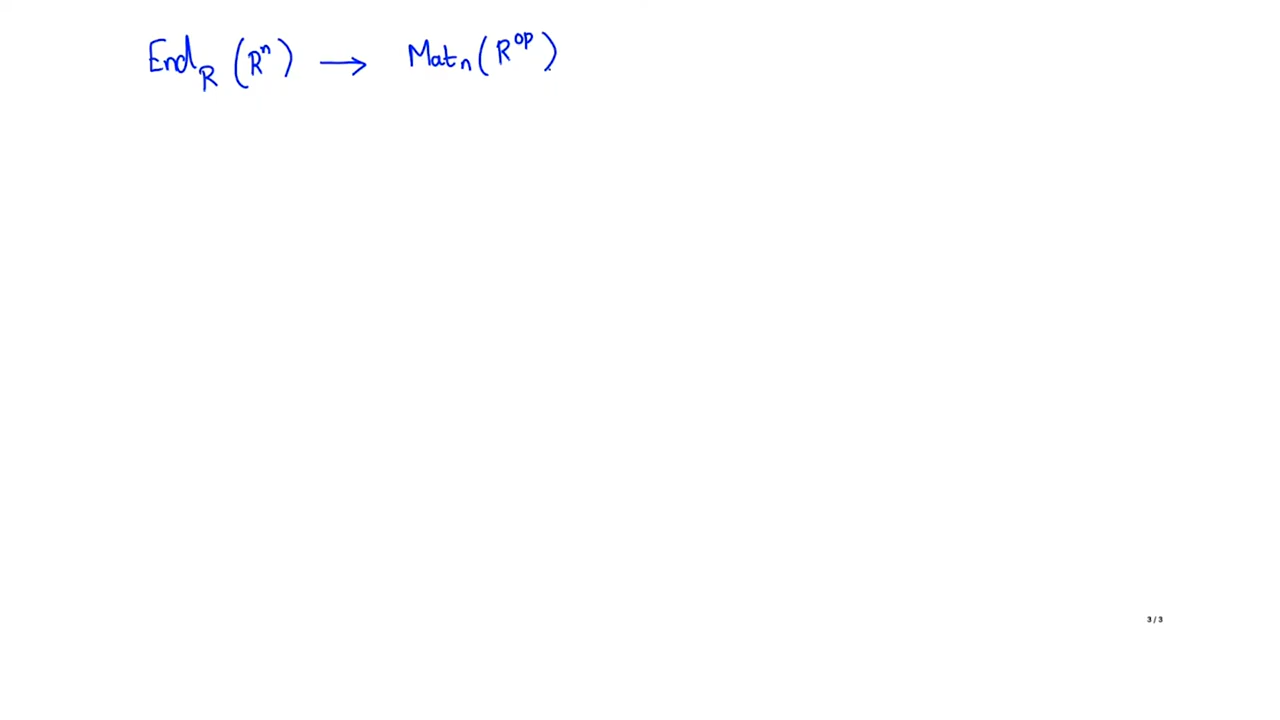 End_R (R^n) → Mat_n (R^op)
3 / 3